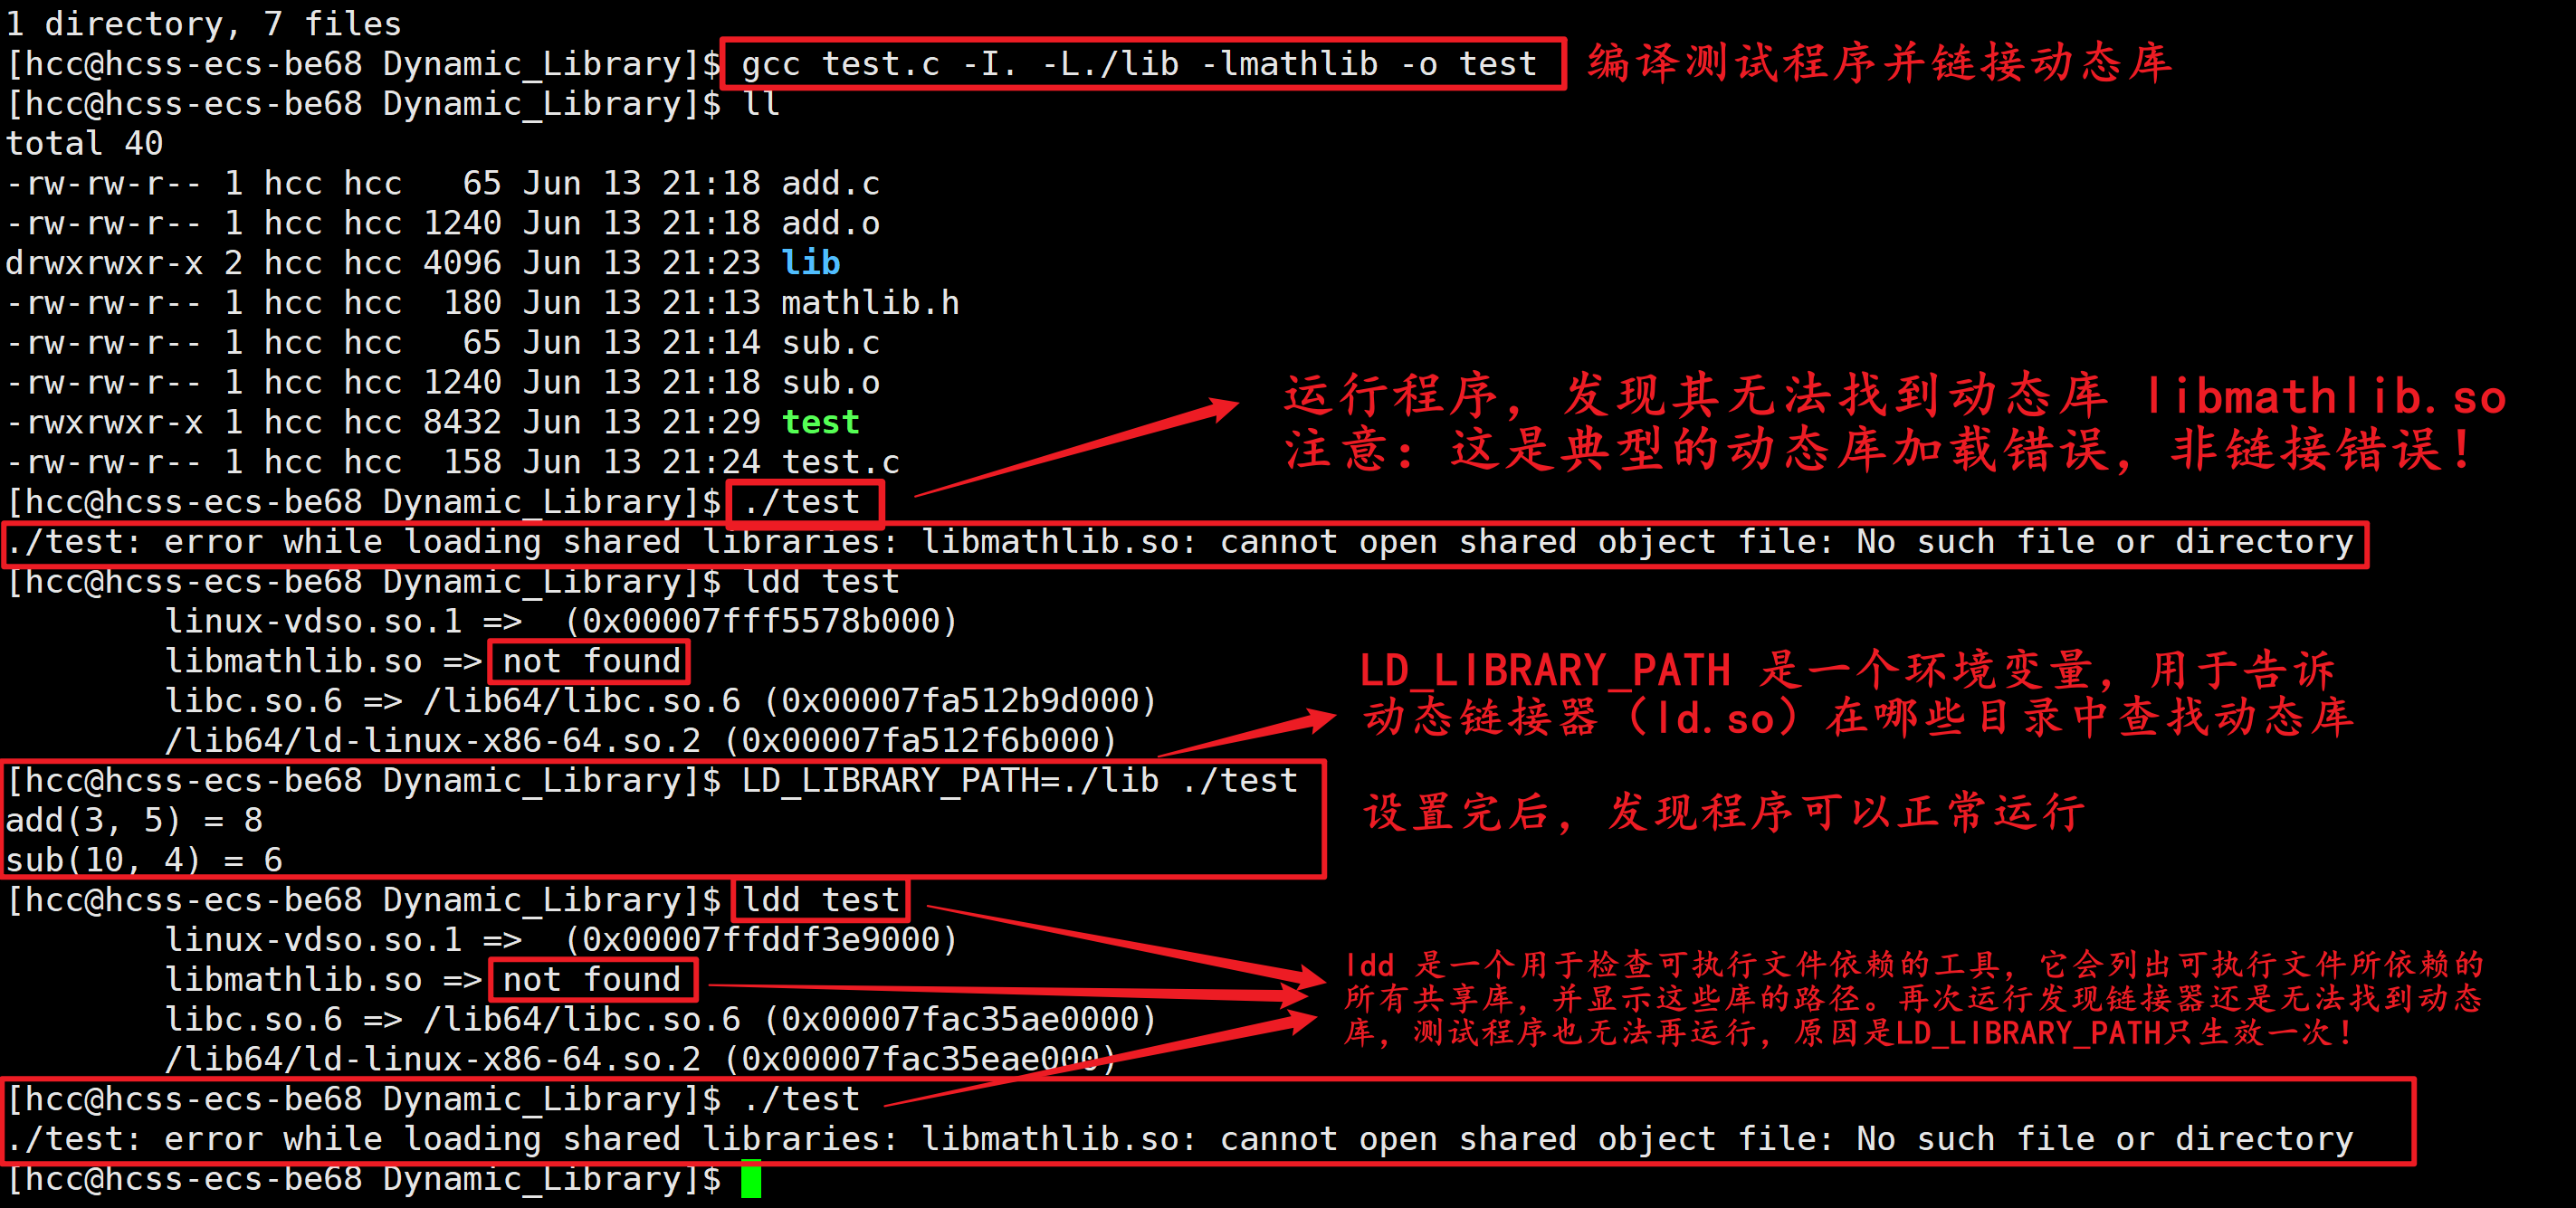 1 directory, 7 files
[hcc@hcss-ecs-be68 Dynamic_Library]$ gcc test.c -I. -L./lib -lmathlib -o test 编译测试程序并链接动态库
[hcc@hcss-ecs-be68 Dynamic_Library]$ ll
total 40
-rw-rw-r-- 1 hcc hcc   65 Jun 13 21:18 add.c
-rw-rw-r-- 1 hcc hcc 1240 Jun 13 21:18 add.o
drwxrwxr-x 2 hcc hcc 4096 Jun 13 21:23 lib
-rw-rw-r-- 1 hcc hcc  180 Jun 13 21:13 mathlib.h
-rw-rw-r-- 1 hcc hcc   65 Jun 13 21:14 sub.c
-rw-rw-r-- 1 hcc hcc 1240 Jun 13 21:18 sub.o
-rwxrwxr-x 1 hcc hcc 8432 Jun 13 21:29 test
-rw-rw-r-- 1 hcc hcc  158 Jun 13 21:24 test.c
运行程序，发现其无法找到动态库 libmathlib.so
注意：这是典型的动态库加载错误，非链接错误！
[hcc@hcss-ecs-be68 Dynamic_Library]$ ./test
./test: error while loading shared libraries: libmathlib.so: cannot open shared object file: No such file or directory
[hcc@hcss-ecs-be68 Dynamic_Library]$ ldd test
linux-vdso.so.1 =>  (0x00007fff5578b000)
libmathlib.so => not found
libc.so.6 => /lib64/libc.so.6 (0x00007fa512b9d000)
/lib64/ld-linux-x86-64.so.2 (0x00007fa512f6b000)
LD_LIBRARY_PATH 是一个环境变量，用于告诉
动态链接器（ld.so）在哪些目录中查找动态库
设置完后，发现程序可以正常运行
[hcc@hcss-ecs-be68 Dynamic_Library]$ LD_LIBRARY_PATH=./lib ./test
add(3, 5) = 8
sub(10, 4) = 6
[hcc@hcss-ecs-be68 Dynamic_Library]$ ldd test
linux-vdso.so.1 =>  (0x00007ffddf3e9000)
libmathlib.so => not found
libc.so.6 => /lib64/libc.so.6 (0x00007fac35ae0000)
/lib64/ld-linux-x86-64.so.2 (0x00007fac35eae000)
ldd 是一个用于检查可执行文件依赖的工具，它会列出可执行文件所依赖的
所有共享库，并显示这些库的路径。再次运行发现链接器还是无法找到动态
库，测试程序也无法再运行，原因是LD_LIBRARY_PATH只生效一次！
[hcc@hcss-ecs-be68 Dynamic_Library]$ ./test
./test: error while loading shared libraries: libmathlib.so: cannot open shared object file: No such file or directory
[hcc@hcss-ecs-be68 Dynamic_Library]$